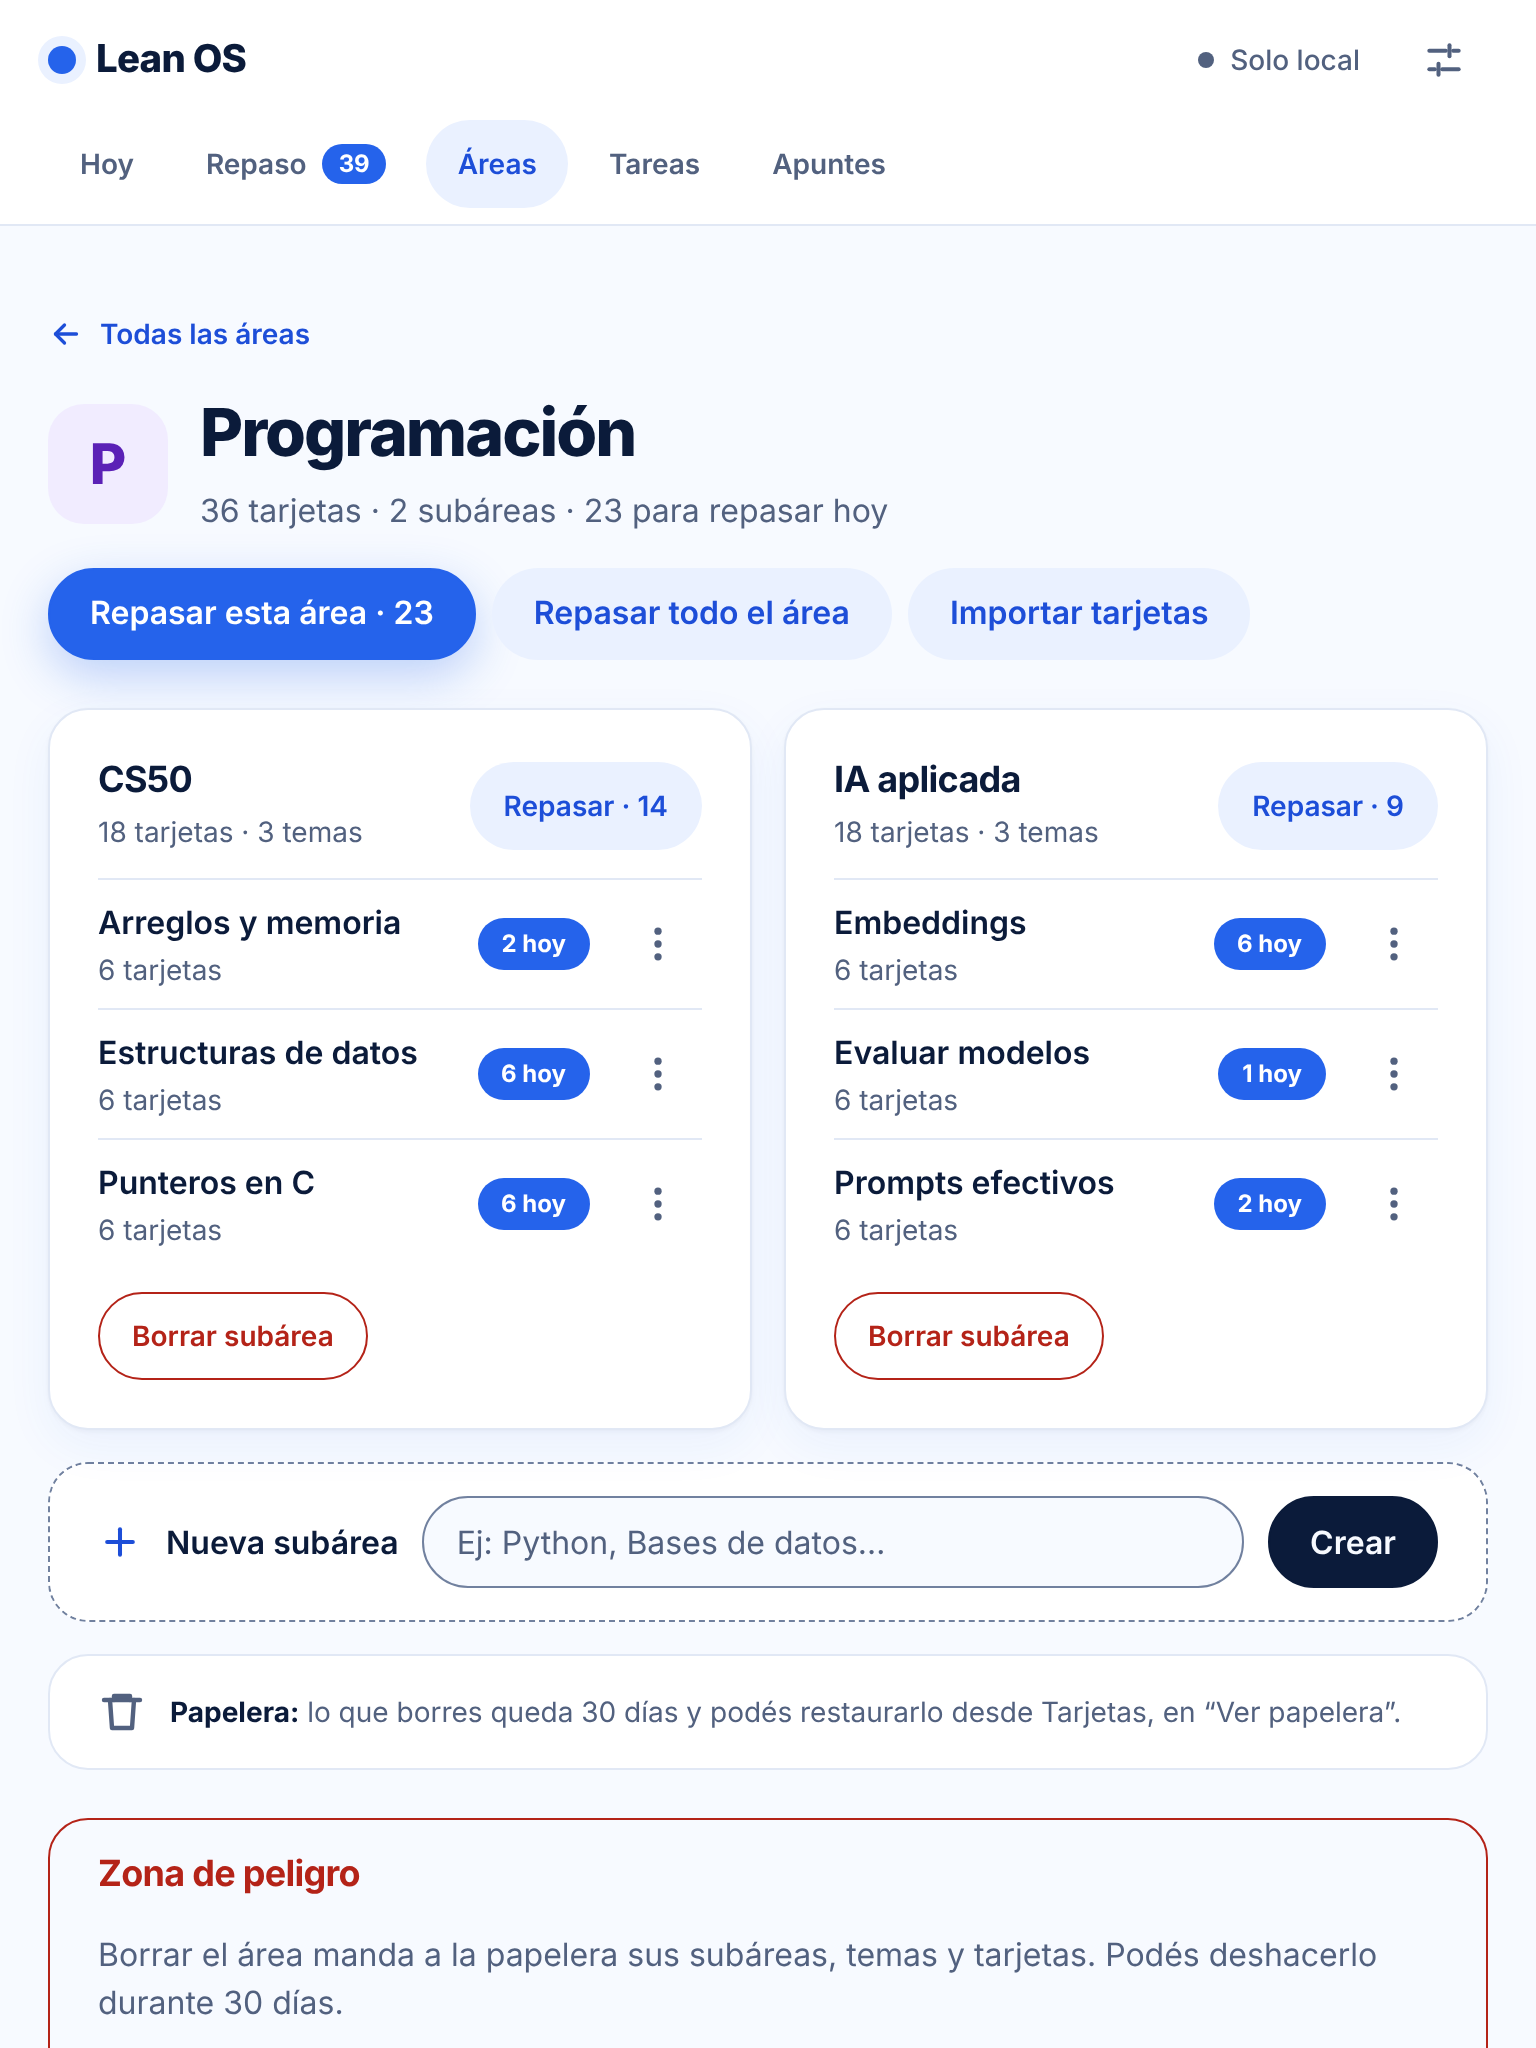 Lean OS
Solo local
Hoy
Repaso 39
Áreas
Tareas
Apuntes
← Todas las áreas
P
Programación
36 tarjetas · 2 subáreas · 23 para repasar hoy
Repasar esta área · 23
Repasar todo el área
Importar tarjetas
CS50
18 tarjetas · 3 temas
Repasar · 14
Arreglos y memoria
6 tarjetas
2 hoy
Estructuras de datos
6 tarjetas
6 hoy
Punteros en C
6 tarjetas
6 hoy
Borrar subárea
IA aplicada
18 tarjetas · 3 temas
Repasar · 9
Embeddings
6 tarjetas
6 hoy
Evaluar modelos
6 tarjetas
1 hoy
Prompts efectivos
6 tarjetas
2 hoy
Borrar subárea
+ Nueva subárea
Ej: Python, Bases de datos...
Crear
Papelera: lo que borres queda 30 días y podés restaurarlo desde Tarjetas, en “Ver papelera”.
Zona de peligro
Borrar el área manda a la papelera sus subáreas, temas y tarjetas. Podés deshacerlo
durante 30 días.